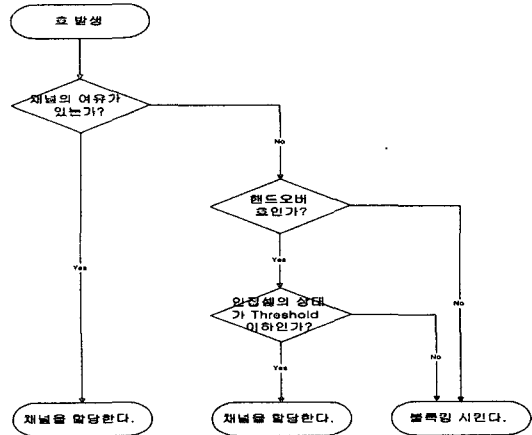 호 발생
채널의 여유가
있는가?
No
핸드오버
호인가?
Yes
Yes
인접셀의 상태
가 Threshold
이하인가?
No
No
Yes
채널을 할당한다.
채널을 할당한다.
블록킹 시킨다.